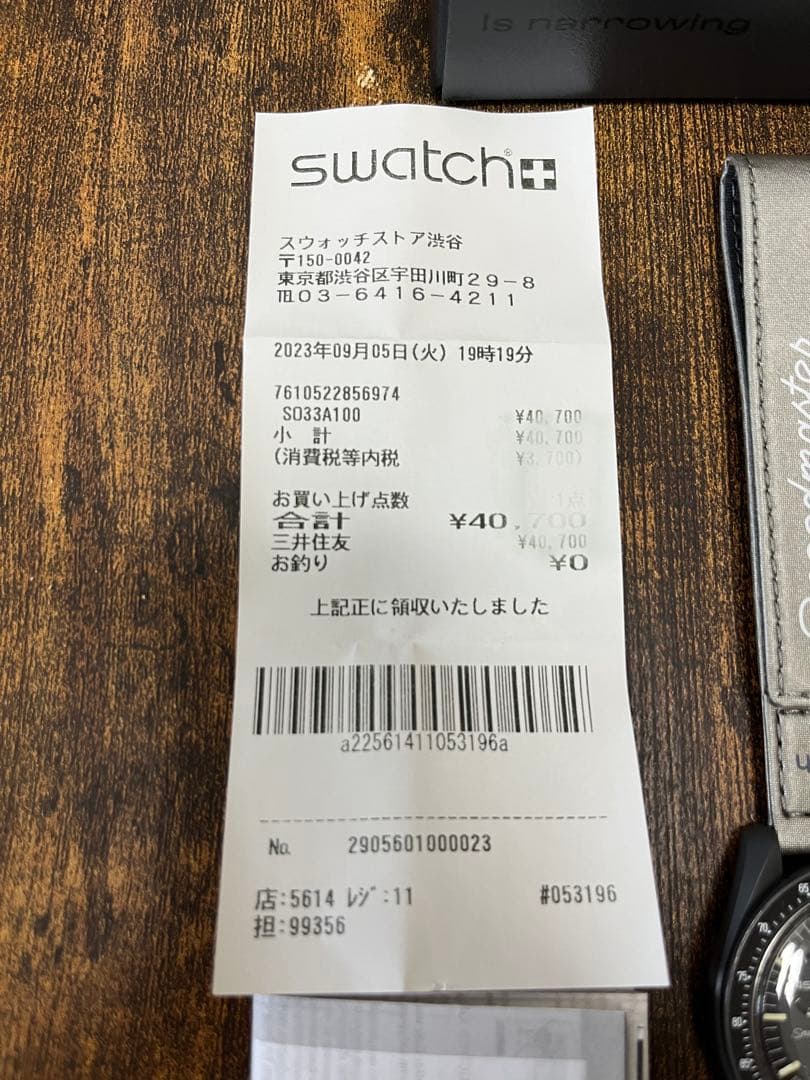 Is narrowing
swatch®
スウォッチストア渋谷
〒150-0042
東京都渋谷区宇田川町29-8
℡03-6416-4211
2023年09月05日(火) 19時19分
7610522856974
SO33A100 ¥40,700
小 計 ¥40,700
(消費税等内税 ¥3,700)
お買い上げ点数 1点
合計 ¥40,700
三井住友 ¥40,700
お釣り ¥0
上記正に領収いたしました
a22561411053196a
No. 2905601000023
店:5614 レジ:11 #053196
担:99356
65
70
75
80
85